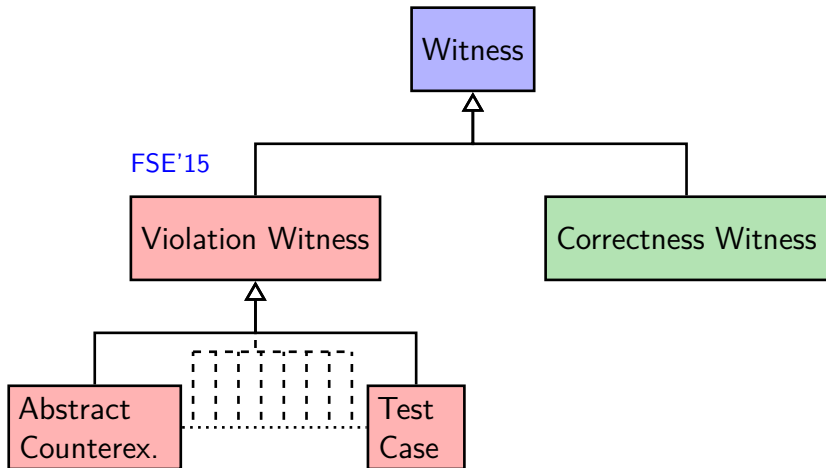 Witness
FSE'15
Violation Witness
Correctness Witness
Abstract
Counterex.
Test
Case